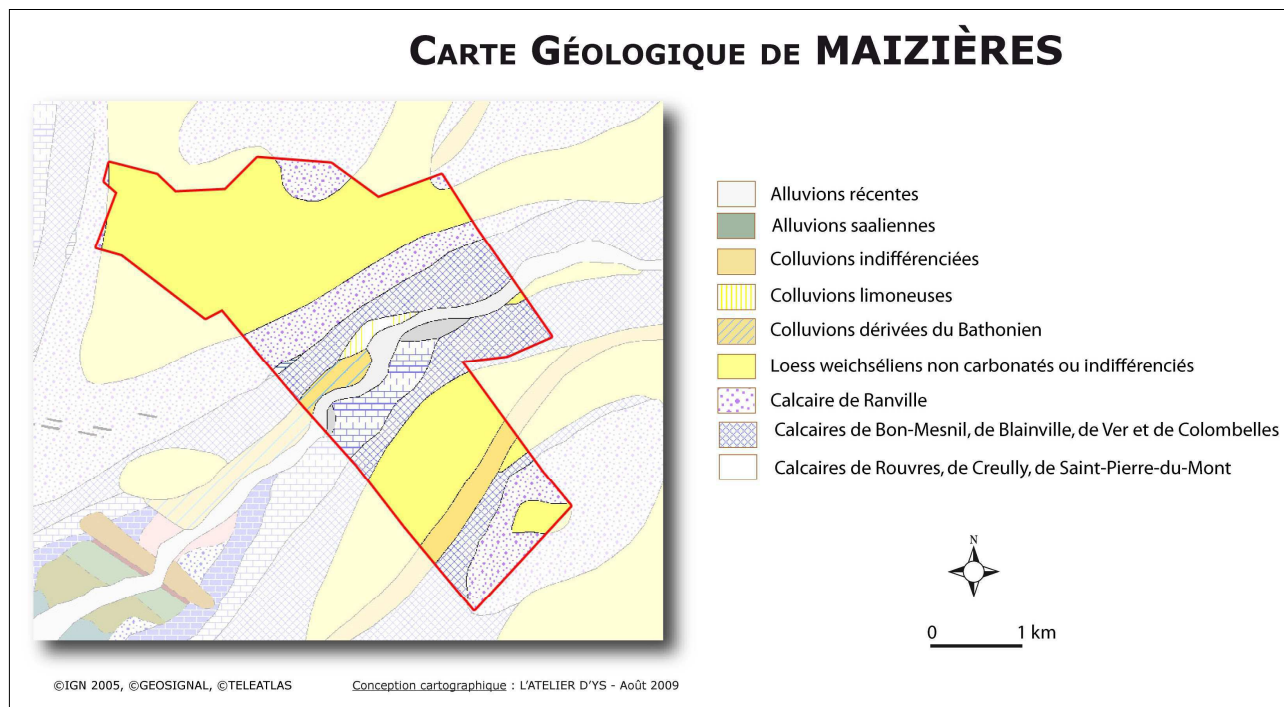 CARTE GÉOLOGIQUE DE MAIZIÈRES
Alluvions récentes
Alluvions saaliennes
Colluvions indifférenciées
Colluvions limoneuses
Colluvions dérivées du Bathonien
Loess weichséliens non carbonatés ou indifférenciés
Calcaire de Ranville
Calcaires de Bon-Mesnil, de Blainville, de Ver et de Colombelles
Calcaires de Rouvres, de Creully, de Saint-Pierre-du-Mont
N
0 1 km
©IGN 2005, ©GEOSIGNAL, ©TELEATLAS Conception cartographique : L'ATELIER D'YS - Août 2009